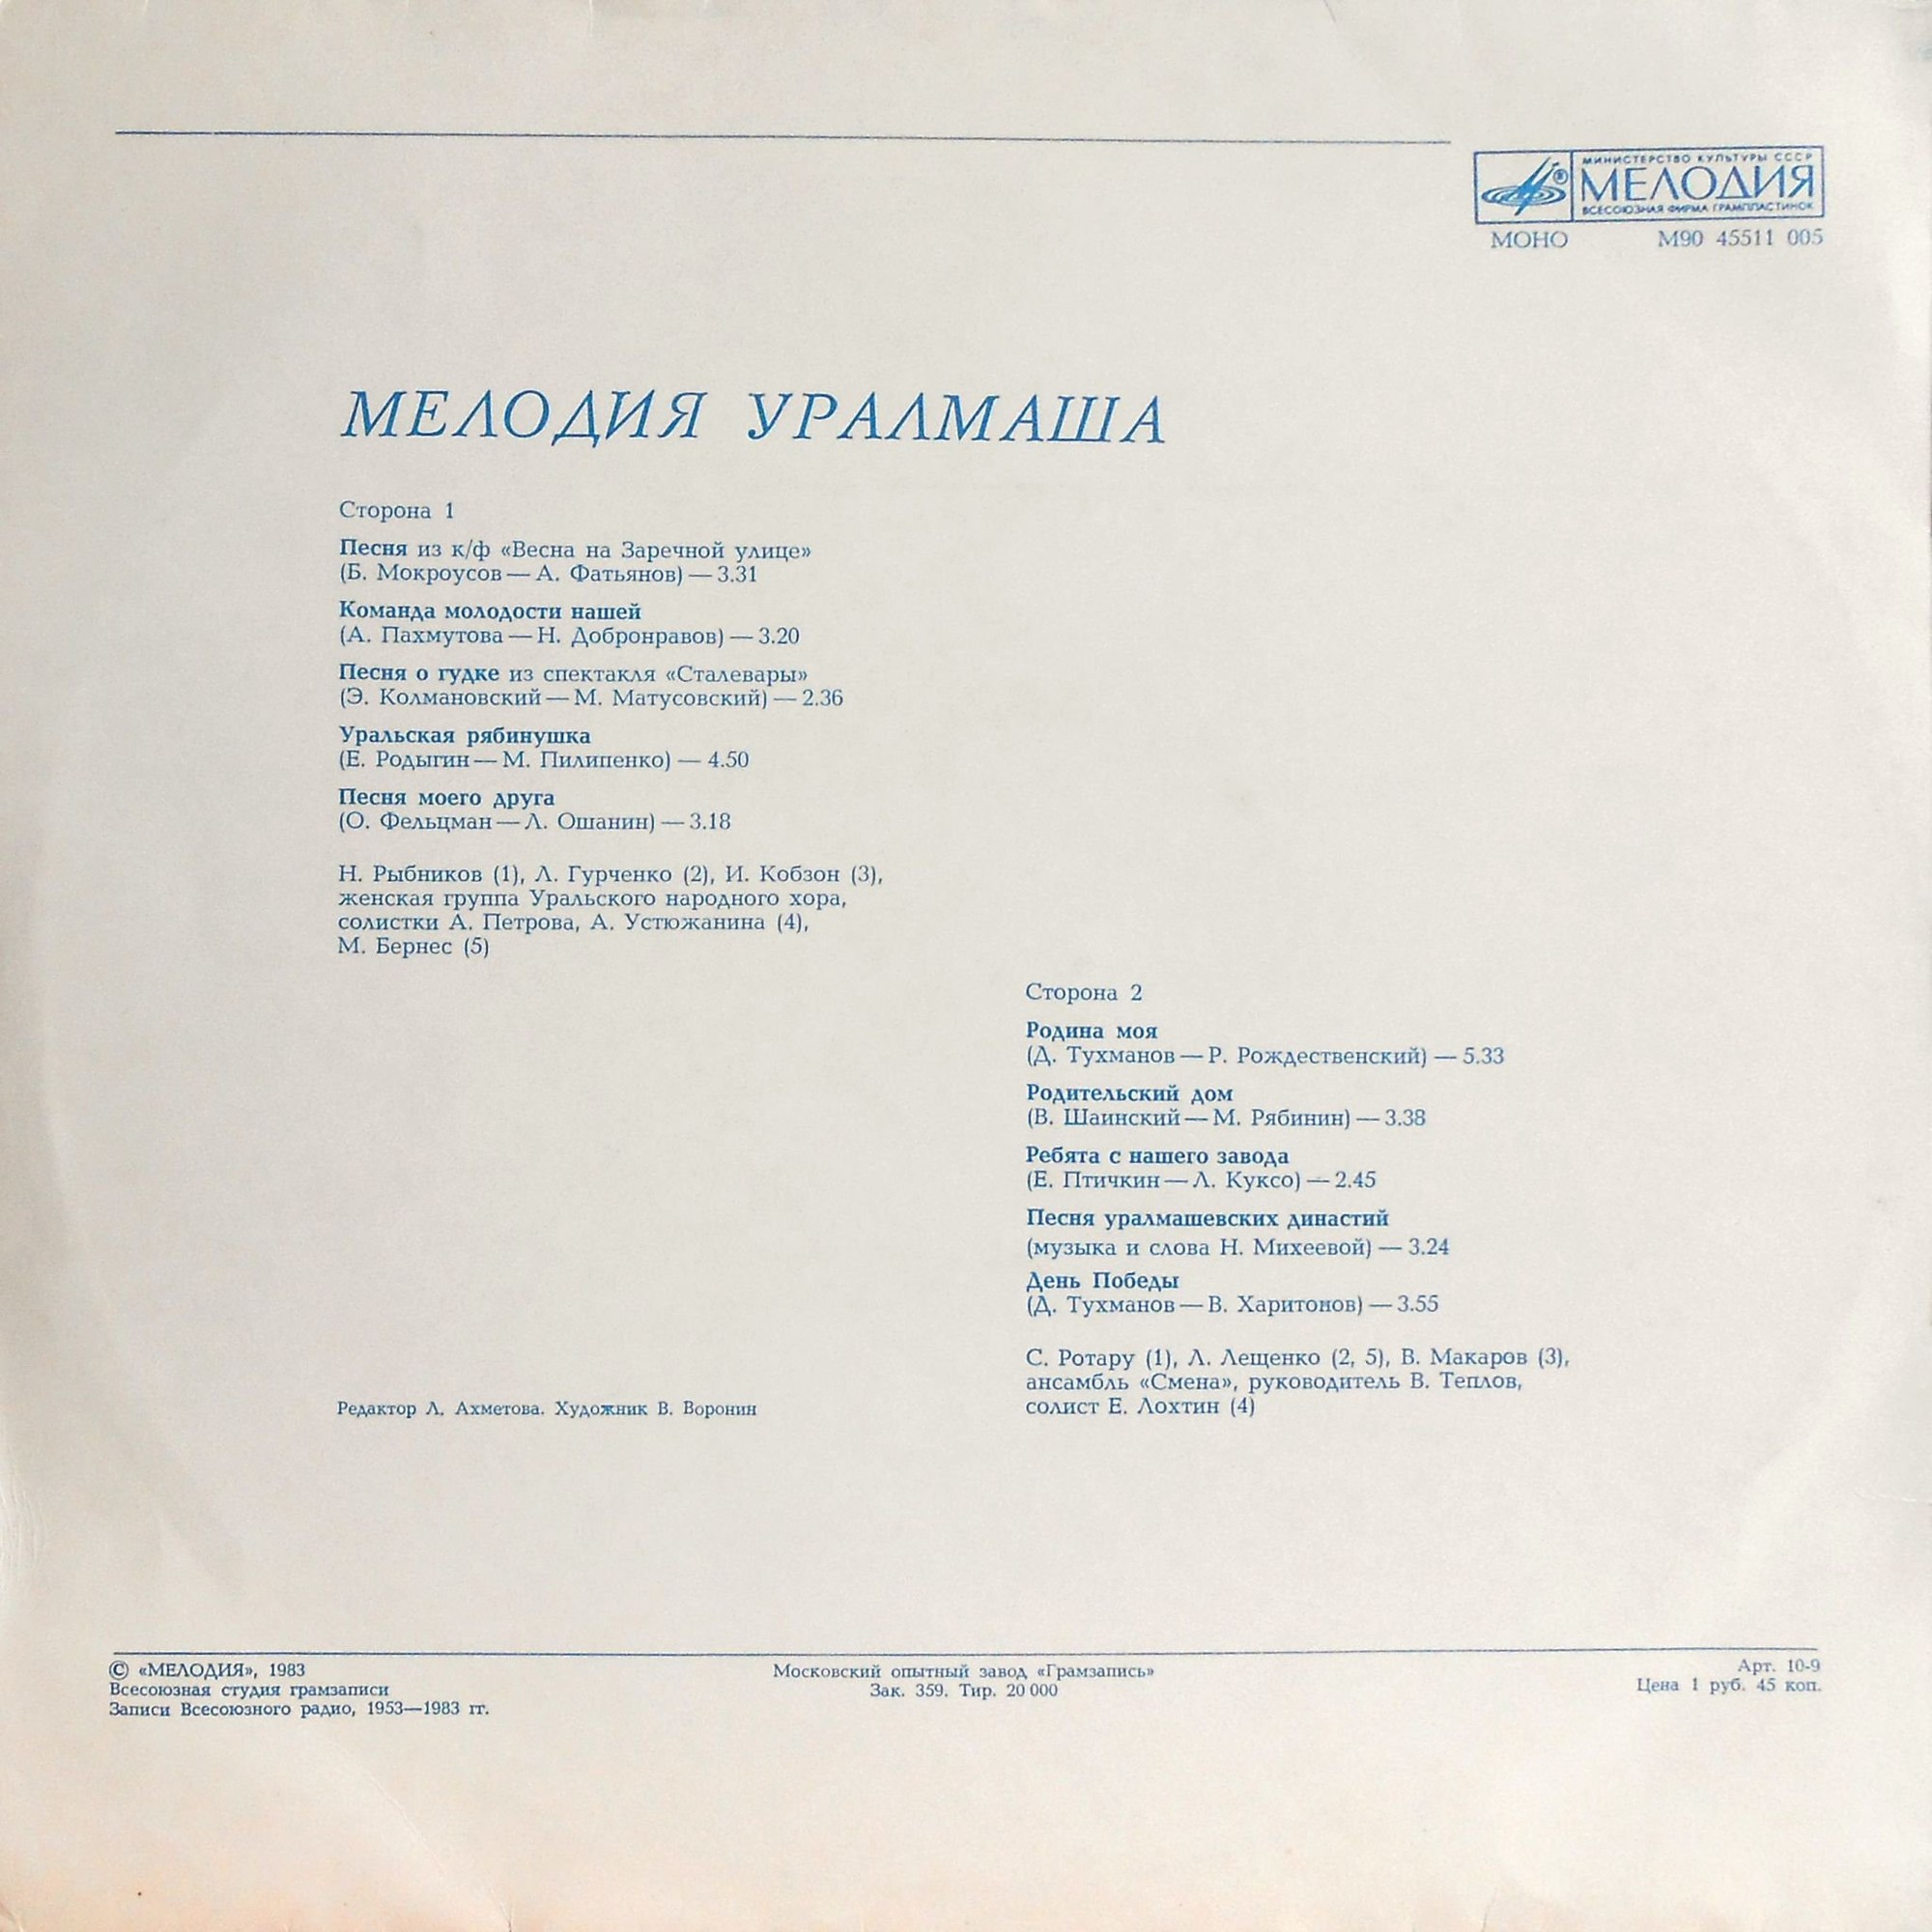 МИНИСТЕРСТВО КУЛЬТУРЫ СССР
МЕЛОДИЯ
ВСЕСОЮЗНАЯ ФИРМА ГРАМПЛАСТИНОК
МОНО М90 45511 005
МЕЛОДИЯ УРАЛМАША
Сторона 1
Песня из к/ф «Весна на Заречной улице»
(Б. Мокроусов — А. Фатьянов) — 3.31
Команда молодости нашей
(А. Пахмутова — Н. Добронравов) — 3.20
Песня о гудке из спектакля «Сталевары»
(Э. Колмановский — М. Матусовский) — 2.36
Уральская рябинушка
(Е. Родыгин — М. Пилипенко) — 4.50
Песня моего друга
(О. Фельцман — Л. Ошанин) — 3.18
Н. Рыбников (1), Л. Гурченко (2), И. Кобзон (3),
женская группа Уральского народного хора,
солистки А. Петрова, А. Устюжанина (4),
М. Бернес (5)
Сторона 2
Родина моя
(Д. Тухманов — Р. Рождественский) — 5.33
Родительский дом
(В. Шаинский — М. Рябинин) — 3.38
Ребята с нашего завода
(Е. Птичкин — Л. Куксо) — 2.45
Песня уралмашевских династий
(музыка и слова Н. Михеевой) — 3.24
День Победы
(Д. Тухманов — В. Харитонов) — 3.55
С. Ротару (1), Л. Лещенко (2, 5), В. Макаров (3),
ансамбль «Смена», руководитель В. Теплов,
солист Е. Лохтин (4)
Редактор Л. Ахметова. Художник В. Воронин
© «МЕЛОДИЯ», 1983
Всесоюзная студия грамзаписи
Записи Всесоюзного радио, 1953—1983 гг.
Московский опытный завод «Грамзапись»
Зак. 359. Тир. 20 000
Арт. 10-9
Цена 1 руб. 45 коп.